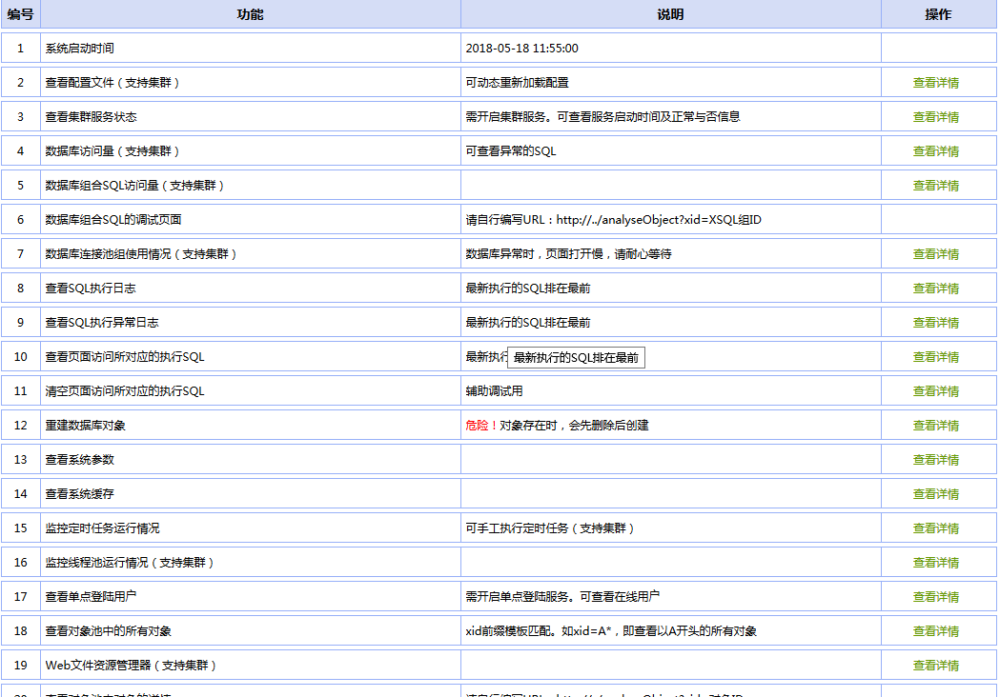 编号 功能 说明 操作
1 系统启动时间 2018-05-18 11:55:00
2 查看配置文件（支持集群） 可动态重新加载配置 查看详情
3 查看集群服务状态 需开启集群服务。可查看服务启动时间及正常与否信息 查看详情
4 数据库访问量（支持集群） 可查看异常的SQL 查看详情
5 数据库组合SQL访问量（支持集群） 查看详情
6 数据库组合SQL的调试页面 请自行编写URL：http://../analyseObject?xid=XSQL组ID
7 数据库连接池组使用情况（支持集群） 数据库异常时，页面打开慢，请耐心等待 查看详情
8 查看SQL执行日志 最新执行的SQL排在最前 查看详情
9 查看SQL执行异常日志 最新执行的SQL排在最前 查看详情
10 查看页面访问所对应的执行SQL 最新执行 最新执行的SQL排在最前 查看详情
11 清空页面访问所对应的执行SQL 辅助调试用 查看详情
12 重建数据库对象 危险！对象存在时，会先删除后创建 查看详情
13 查看系统参数 查看详情
14 查看系统缓存 查看详情
15 监控定时任务运行情况 可手工执行定时任务（支持集群） 查看详情
16 监控线程池运行情况（支持集群） 查看详情
17 查看单点登陆用户 需开启单点登陆服务。可查看在线用户 查看详情
18 查看对象池中的所有对象 xid前缀模板匹配。如xid=A*，即查看以A开头的所有对象 查看详情
19 Web文件资源管理器（支持集群） 查看详情